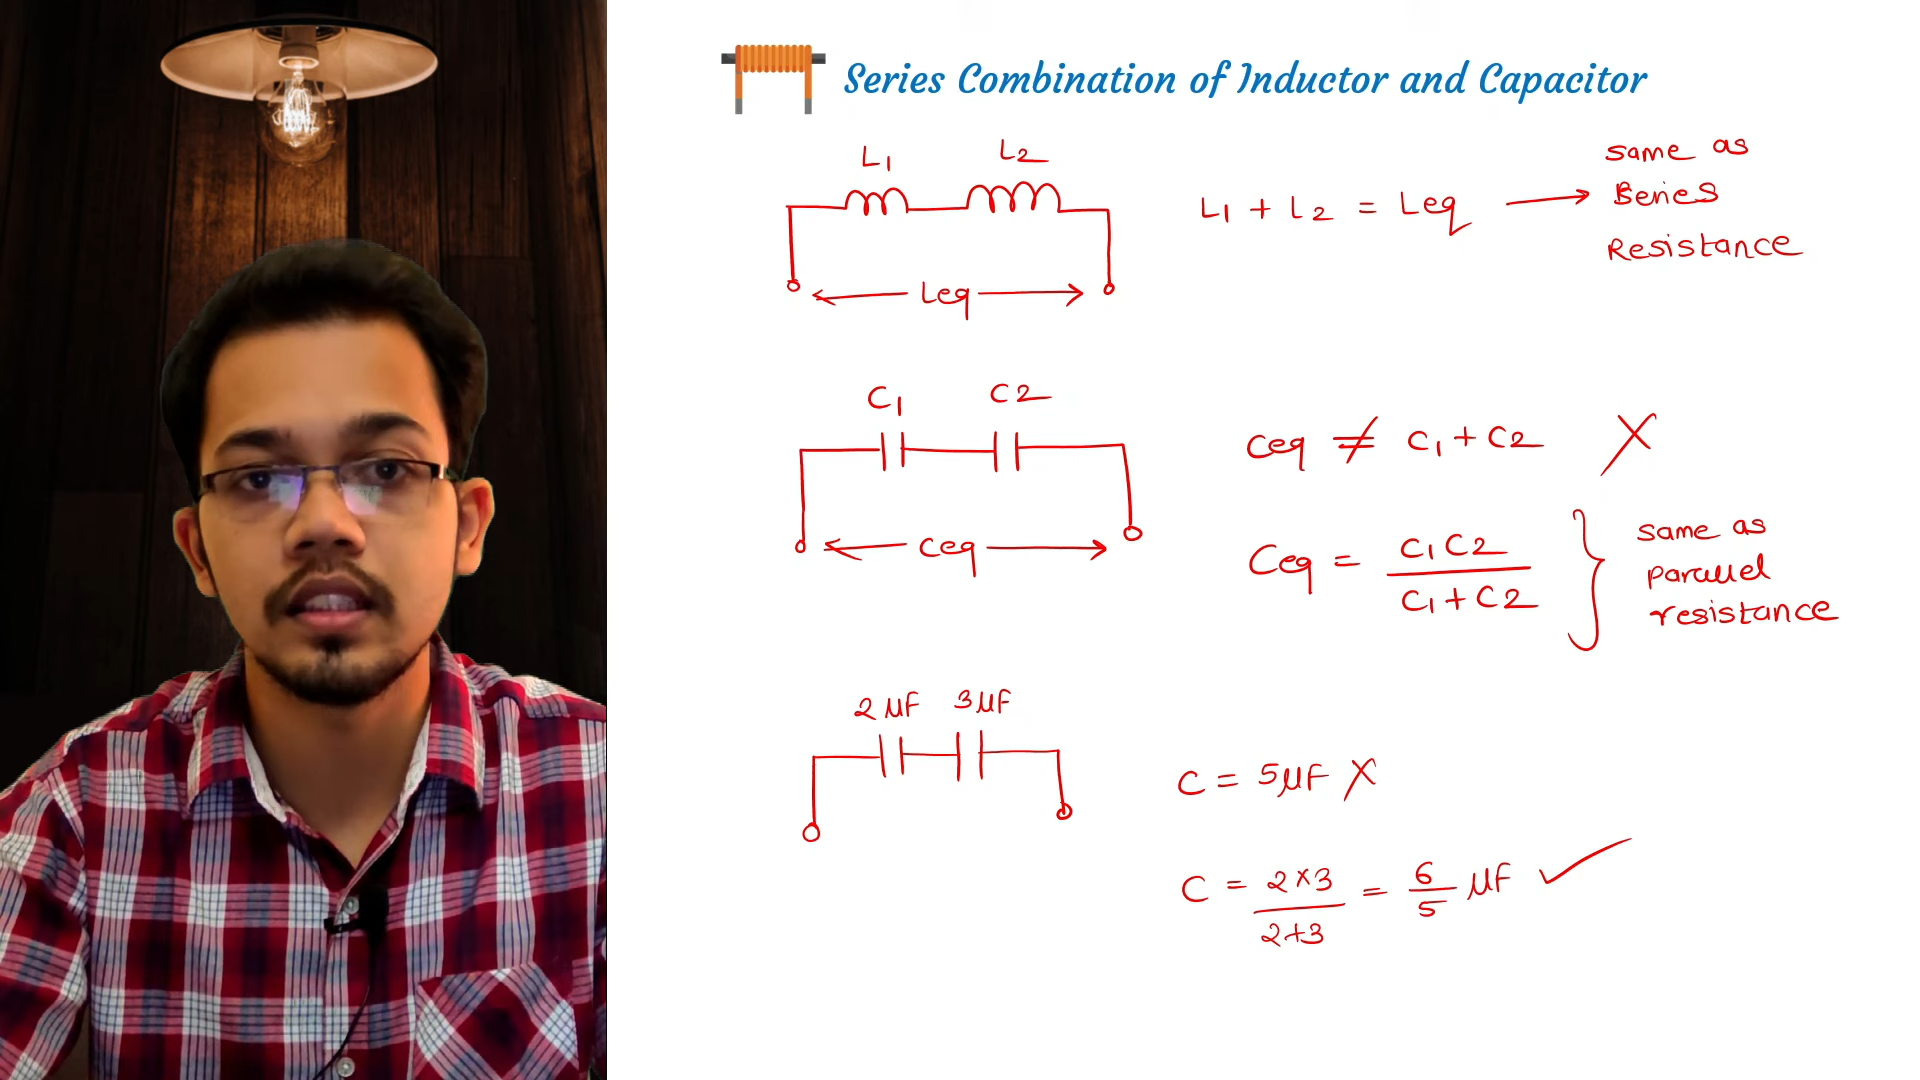 Series Combination of Inductor and Capacitor
L1 L2
L1 + L2 = Leq → same as
Series
Resistance
Leq
C1 C2
Ceq ≠ C1 + C2 X
Ceq
Ceq = C1 C2 / C1 + C2 } same as
parallel
resistance
2 μF 3 μF
C = 5μF X
C = 2×3 / 2+3 = 6/5 μF ✓